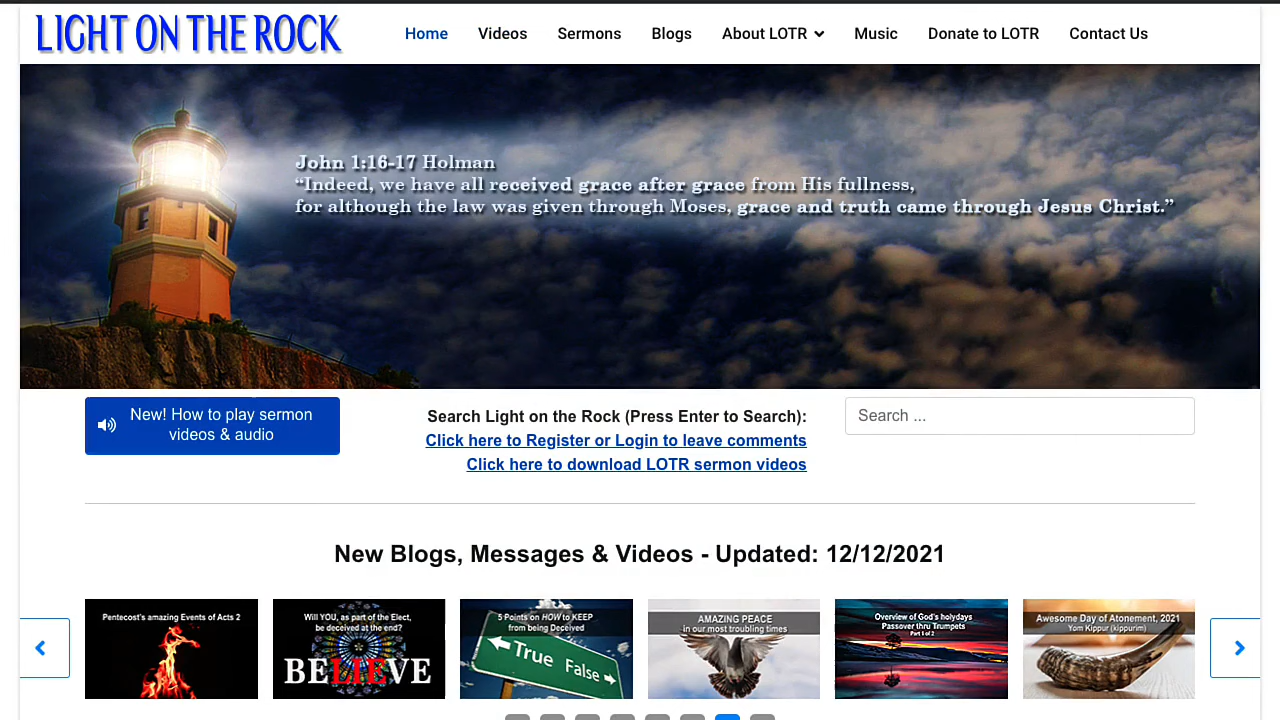 LIGHT ON THE ROCK
Home Videos Sermons Blogs About LOTR Music Donate to LOTR Contact Us
John 1:16-17 Holman
“Indeed, we have all received grace after grace from His fullness,
for although the law was given through Moses, grace and truth came through Jesus Christ.”
New! How to play sermon
videos & audio
Search Light on the Rock (Press Enter to Search):
Click here to Register or Login to leave comments
Click here to download LOTR sermon videos
Search ...
New Blogs, Messages & Videos - Updated: 12/12/2021
Pentecost's amazing Events of Acts 2
Will YOU, as part of the Elect,
be deceived at the end?
BELIEVE
5 Points on HOW to KEEP
from being Deceived
True
False
AMAZING PEACE
in our most troubling times
Overview of God's holydays
Passover thru Trumpets
Part 1 of 2
Awesome Day of Atonement, 2021
Yom Kippur (kippurim)